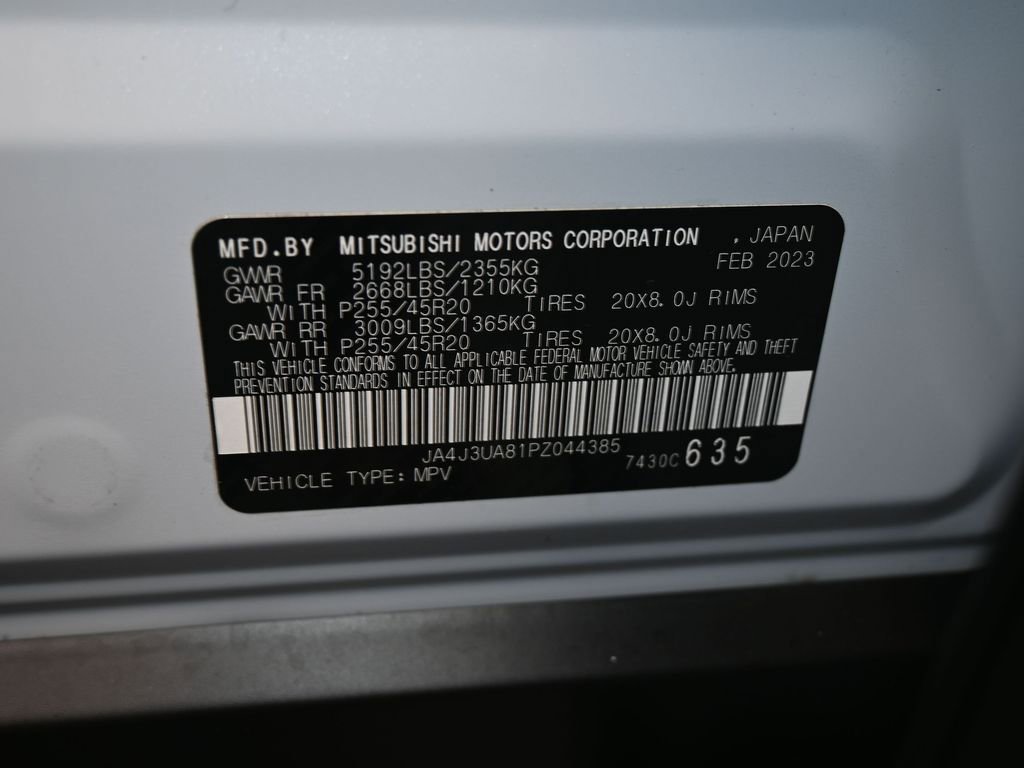 MFD.BY MITSUBISHI MOTORS CORPORATION , JAPAN
FEB 2023
GVWR 5192LBS/2355KG
GAWR FR 2668LBS/1210KG
WITH P255/45R20 TIRES 20X8.0J RIMS
GAWR RR 3009LBS/1365KG
WITH P255/45R20 TIRES 20X8.0J RIMS
THIS VEHICLE CONFORMS TO ALL APPLICABLE FEDERAL MOTOR VEHICLE SAFETY AND THEFT
PREVENTION STANDARDS IN EFFECT ON THE DATE OF MANUFACTURE SHOWN ABOVE.
JA4J3UA81PZ044385 7430C 635
VEHICLE TYPE: MPV